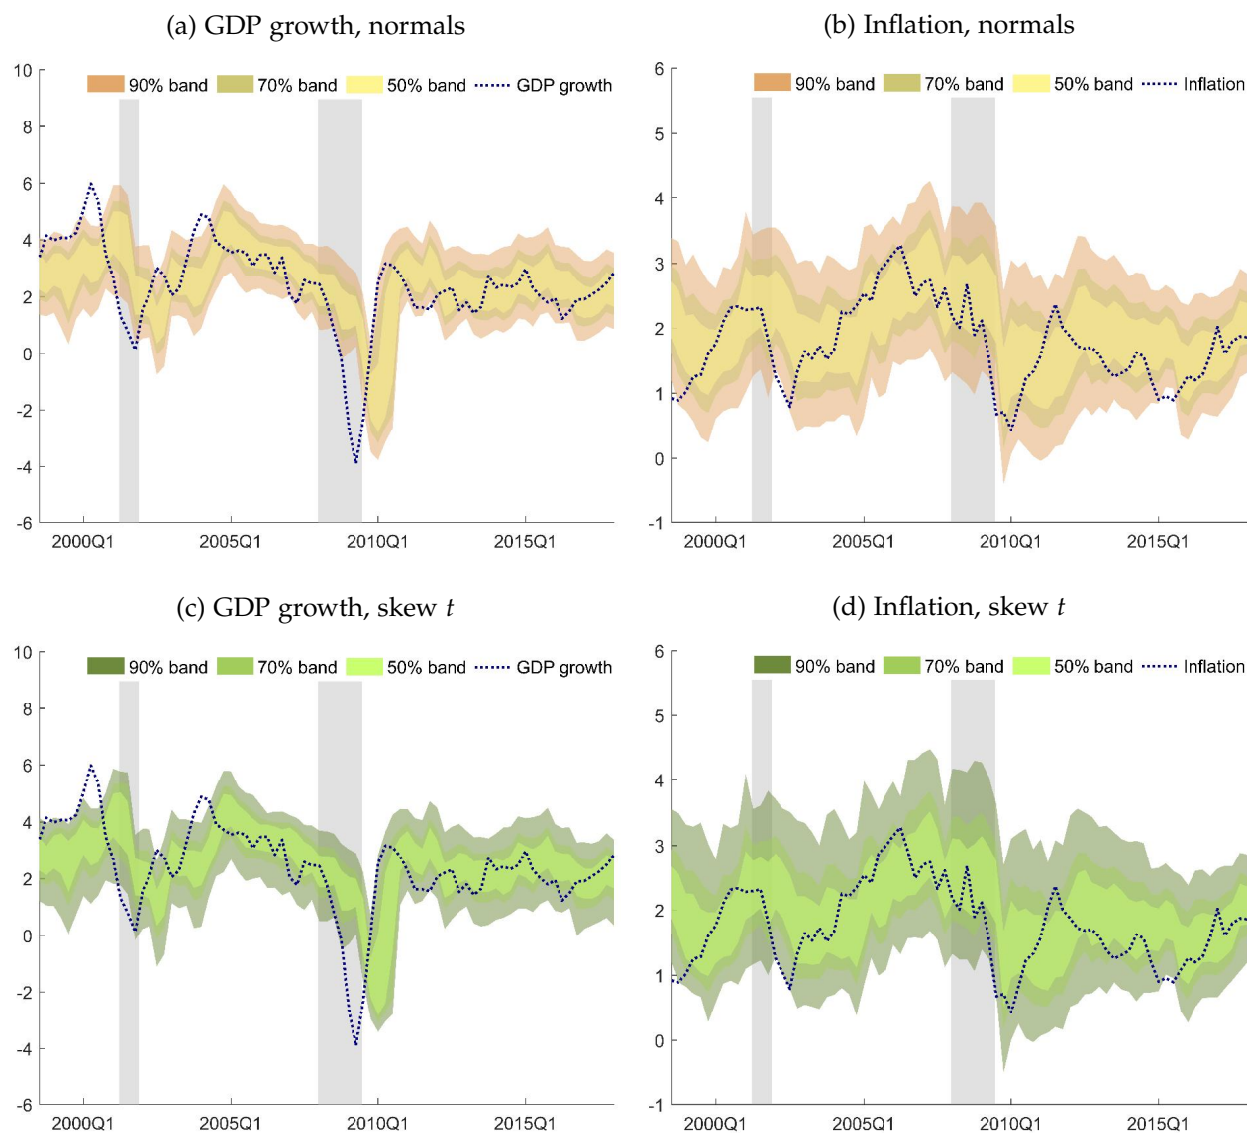 (a) GDP growth, normals
90% band 70% band 50% band GDP growth
10
8
6
4
2
0
-2
-4
-6
2000Q1 2005Q1 2010Q1 2015Q1
(b) Inflation, normals
90% band 70% band 50% band Inflation
6
5
4
3
2
1
0
-1
2000Q1 2005Q1 2010Q1 2015Q1
(c) GDP growth, skew t
90% band 70% band 50% band GDP growth
10
8
6
4
2
0
-2
-4
-6
2000Q1 2005Q1 2010Q1 2015Q1
(d) Inflation, skew t
90% band 70% band 50% band Inflation
6
5
4
3
2
1
0
-1
2000Q1 2005Q1 2010Q1 2015Q1